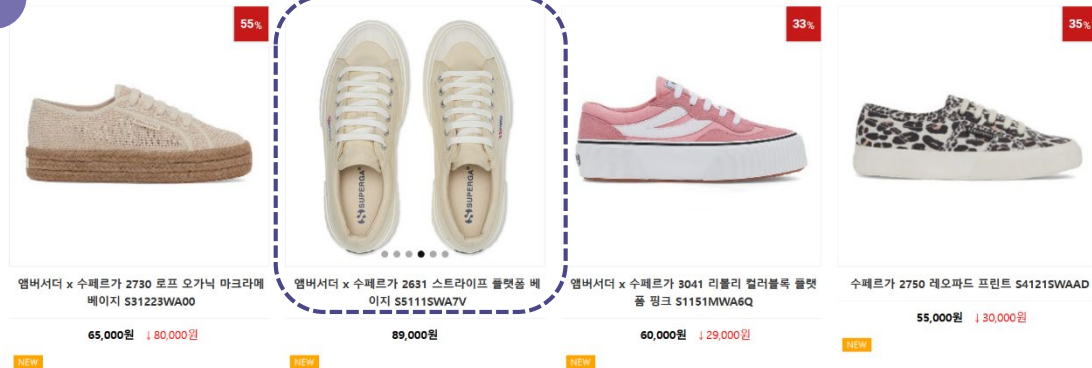 55%
33%
35%
SUPERGA
SUPERGA
앰버서더 x 수페르가 2730 로프 오가닉 마크라메
베이지 S31223WA00
65,000원 ↓80,000원
NEW
앰버서더 x 수페르가 2631 스트라이프 플랫폼 베
이지 S5111SWA7V
89,000원
NEW
앰버서더 x 수페르가 3041 리볼리 컬러블록 플랫
폼 핑크 S1151MWA6Q
60,000원 ↓29,000원
NEW
수페르가 2750 레오파드 프린트 S4121SWAAD
55,000원 ↓30,000원
NEW